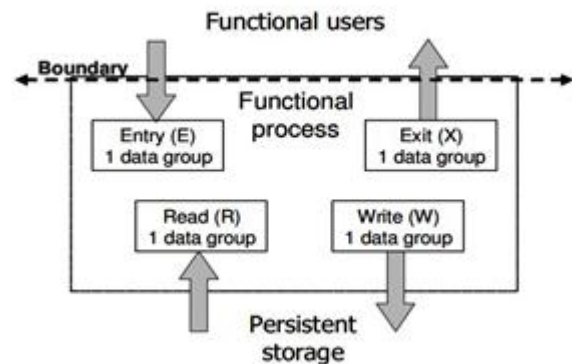 Functional users
Boundary
Functional
process
Entry (E)
1 data group
Exit (X)
1 data group
Read (R)
1 data group
Write (W)
1 data group
Persistent
storage